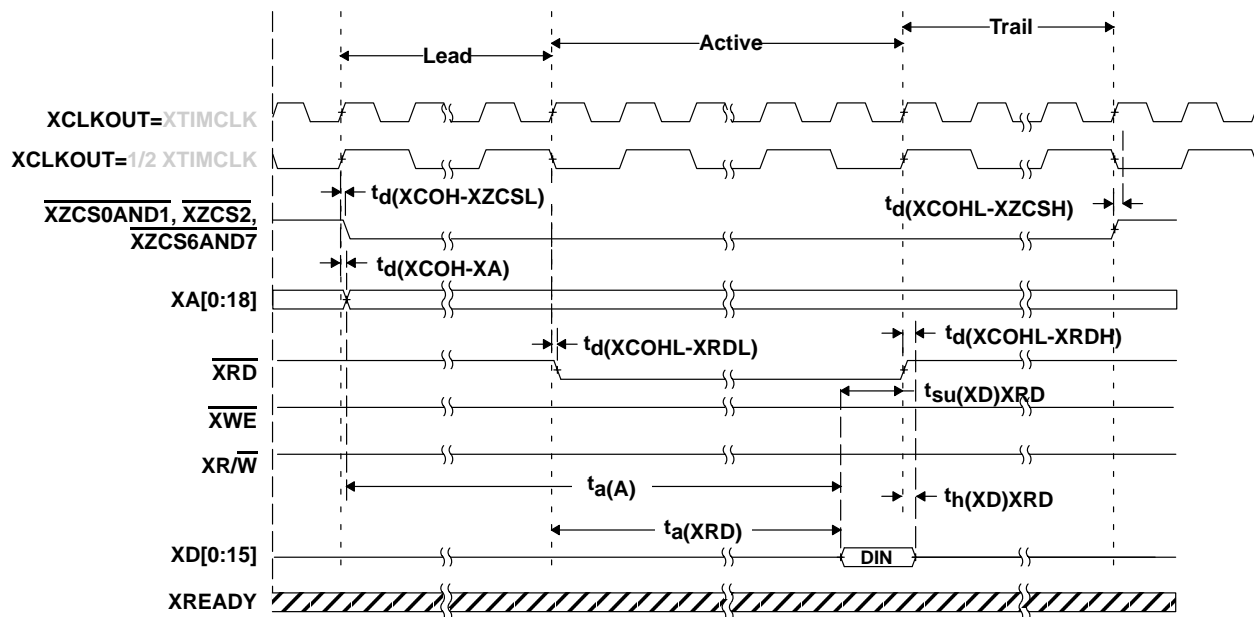 Lead
Active
Trail
XCLKOUT=XTIMCLK
XCLKOUT=1/2 XTIMCLK
td(XCOH-XZCSL)
XZCS0AND1, XZCS2,
XZCS6AND7
td(XCOHL-XZCSH)
td(XCOH-XA)
XA[0:18]
td(XCOHL-XRDL)
td(XCOHL-XRDH)
XRD
tsu(XD)XRD
XWE
XR/W
ta(A)
th(XD)XRD
ta(XRD)
XD[0:15]
DIN
XREADY